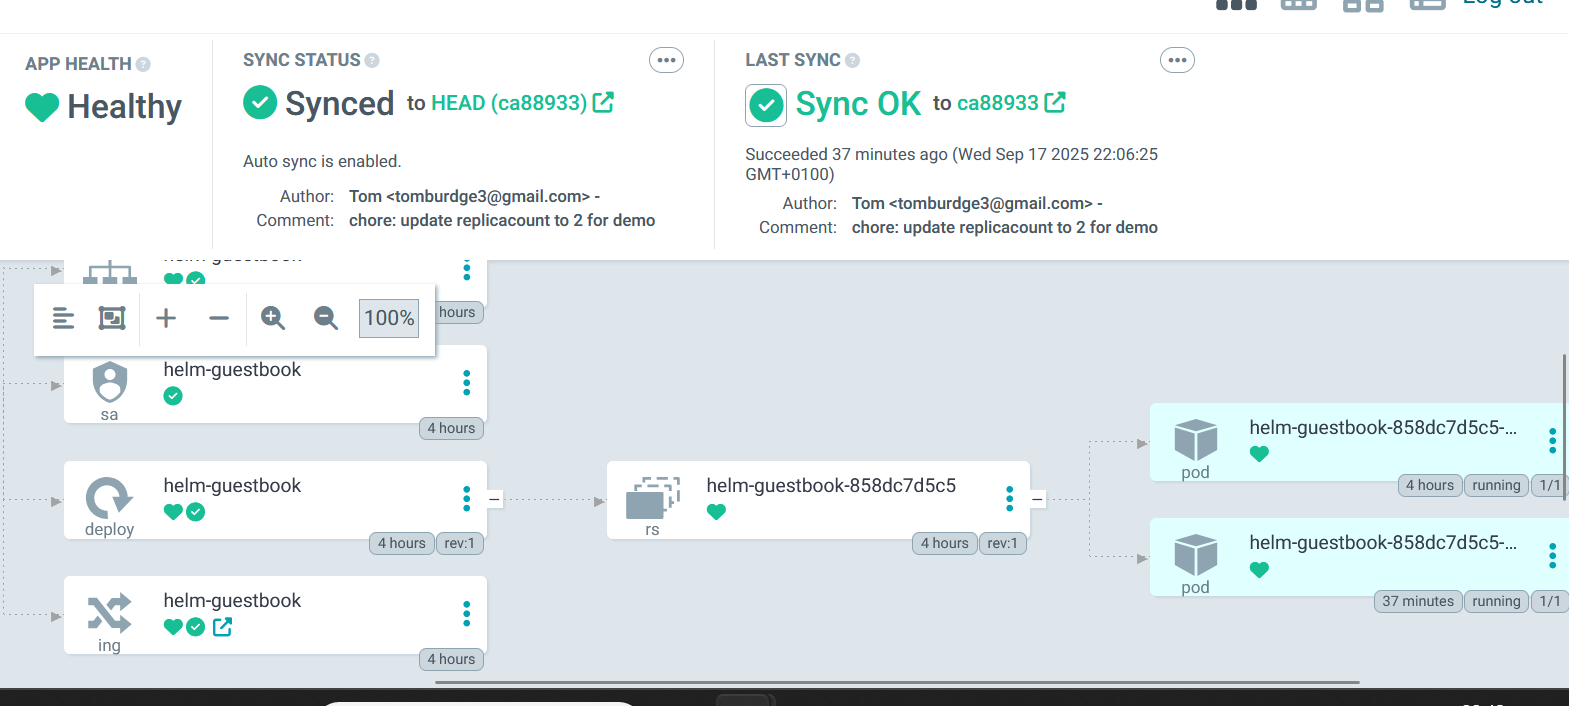 Log out
APP HEALTH
Healthy
SYNC STATUS
Synced to HEAD (ca88933)
Auto sync is enabled.
Author: Tom <tomburdge3@gmail.com> -
Comment: chore: update replicacount to 2 for demo
LAST SYNC
Sync OK to ca88933
Succeeded 37 minutes ago (Wed Sep 17 2025 22:06:25
GMT+0100)
Author: Tom <tomburdge3@gmail.com> -
Comment: chore: update replicacount to 2 for demo
helm-guestbook
hours
100%
helm-guestbook
sa
4 hours
helm-guestbook
deploy
4 hours rev:1
helm-guestbook-858dc7d5c5
rs
4 hours rev:1
helm-guestbook-858dc7d5c5-...
pod
4 hours running 1/1
helm-guestbook-858dc7d5c5-...
pod
37 minutes running 1/1
helm-guestbook
ing
4 hours